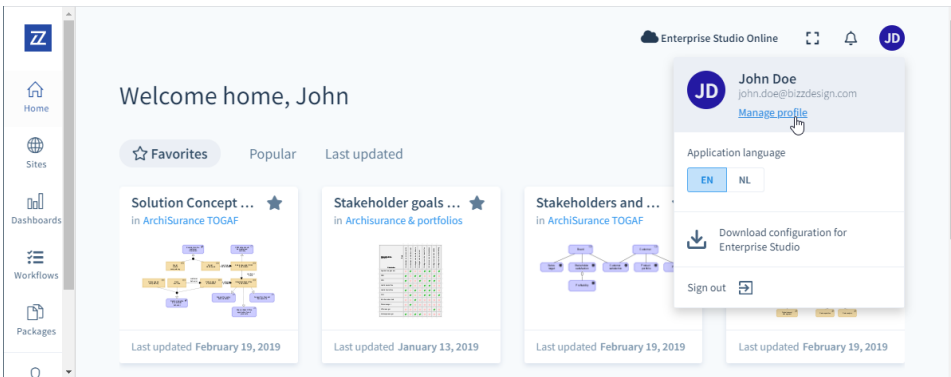 ZZ
Enterprise Studio Online
JD
Home
Sites
Dashboards
Workflows
Packages
Welcome home, John
Favorites
Popular
Last updated
Solution Concept ...
in ArchiSurance TOGAF
Last updated February 19, 2019
Stakeholder goals ...
in Archisurance & portfolios
Last updated January 13, 2019
Stakeholders and ...
in ArchiSurance TOGAF
Last updated February 19, 2019
Last updated February 19, 2019
JD
John Doe
john.doe@bizzdesign.com
Manage profile
Application language
EN
NL
Download configuration for
Enterprise Studio
Sign out